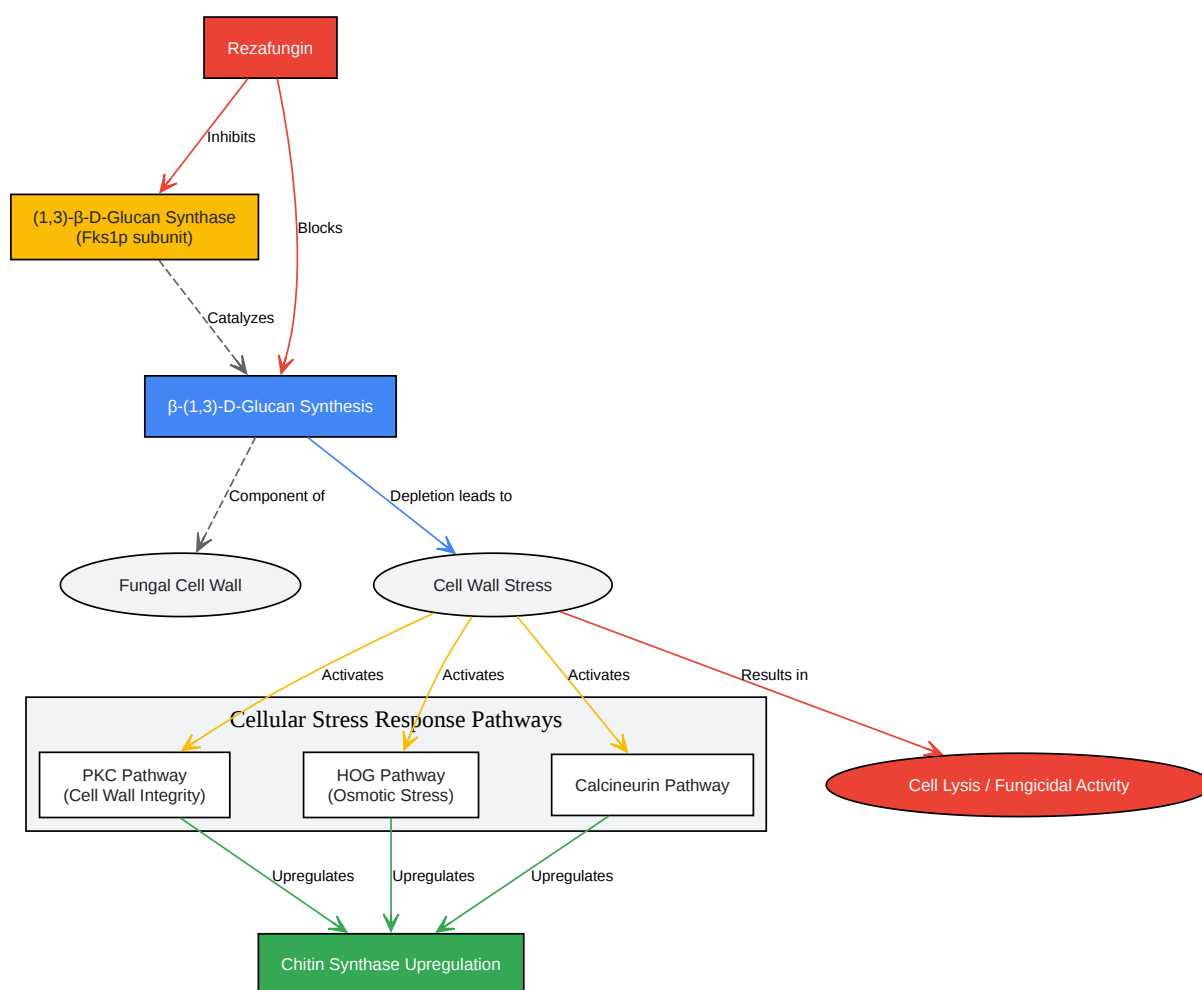 Rezafungin
Inhibits
(1,3)-β-D-Glucan Synthase
(Fks1p subunit)
Blocks
Catalyzes
β-(1,3)-D-Glucan Synthesis
Component of
Depletion leads to
Fungal Cell Wall
Cell Wall Stress
Activates
Activates
Activates
Results in
Cellular Stress Response Pathways
PKC Pathway
(Cell Wall Integrity)
HOG Pathway
(Osmotic Stress)
Calcineurin Pathway
Cell Lysis / Fungicidal Activity
Upregulates
Upregulates
Upregulates
Chitin Synthase Upregulation